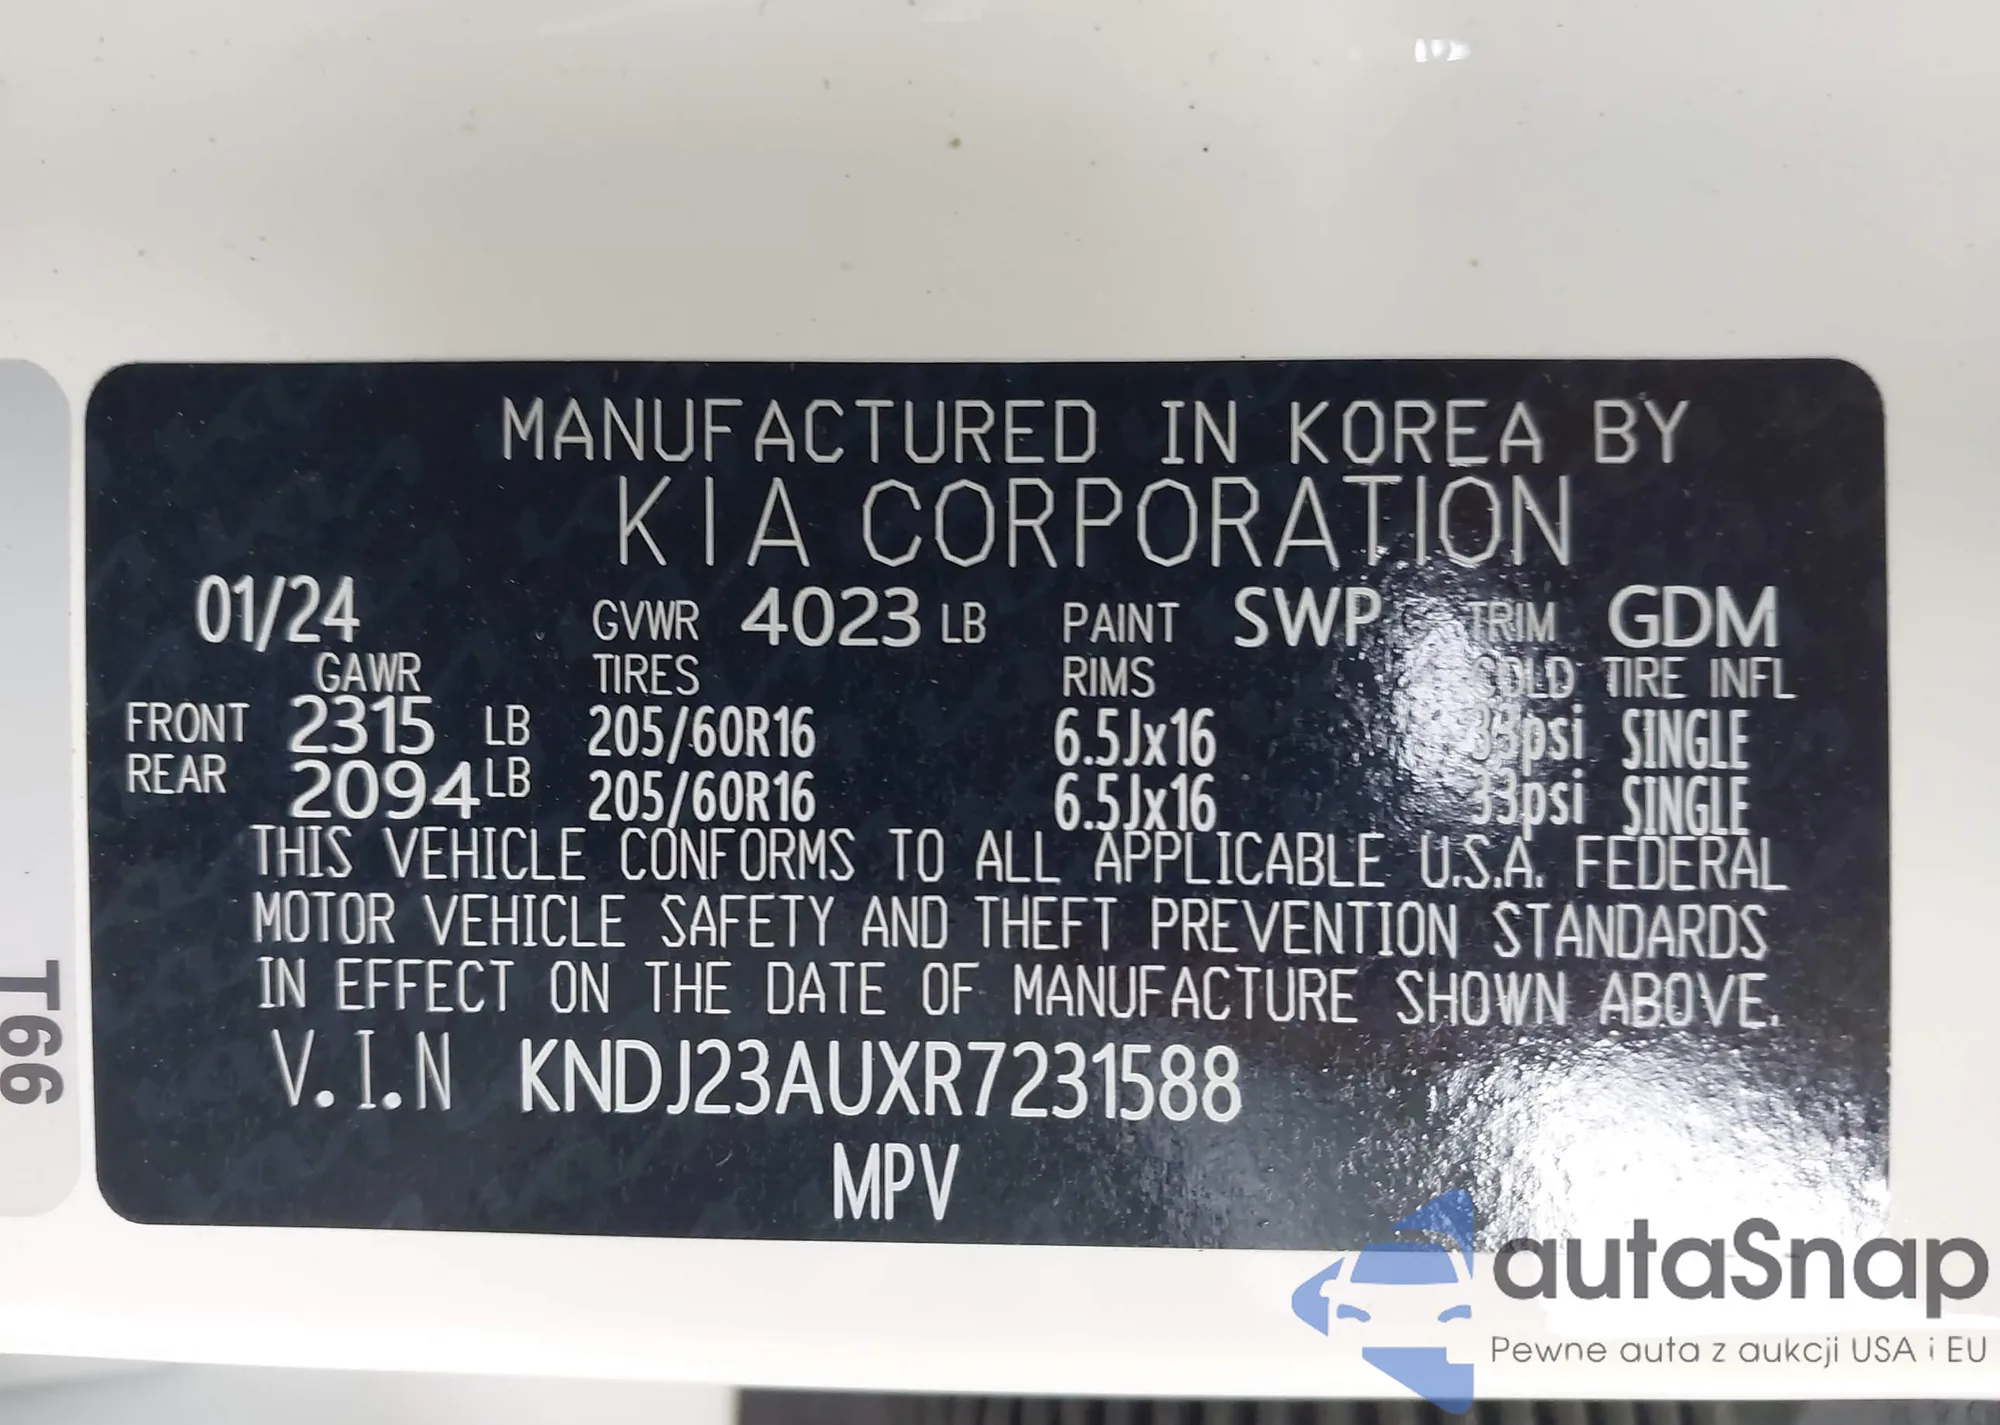 MANUFACTURED IN KOREA BY
KIA CORPORATION
01/24 GVWR 4023 LB PAINT SWP TRIM GDM
GAWR TIRES RIMS COLD TIRE INFL
FRONT 2315 LB 205/60R16 6.5Jx16 33psi SINGLE
REAR 2094 LB 205/60R16 6.5Jx16 33psi SINGLE
THIS VEHICLE CONFORMS TO ALL APPLICABLE U.S.A. FEDERAL
MOTOR VEHICLE SAFETY AND THEFT PREVENTION STANDARDS
IN EFFECT ON THE DATE OF MANUFACTURE SHOWN ABOVE.
V.I.N KNDJ23AUXR7231588
MPV
T66
autaSnap
Pewne auta z aukcji USA i EU